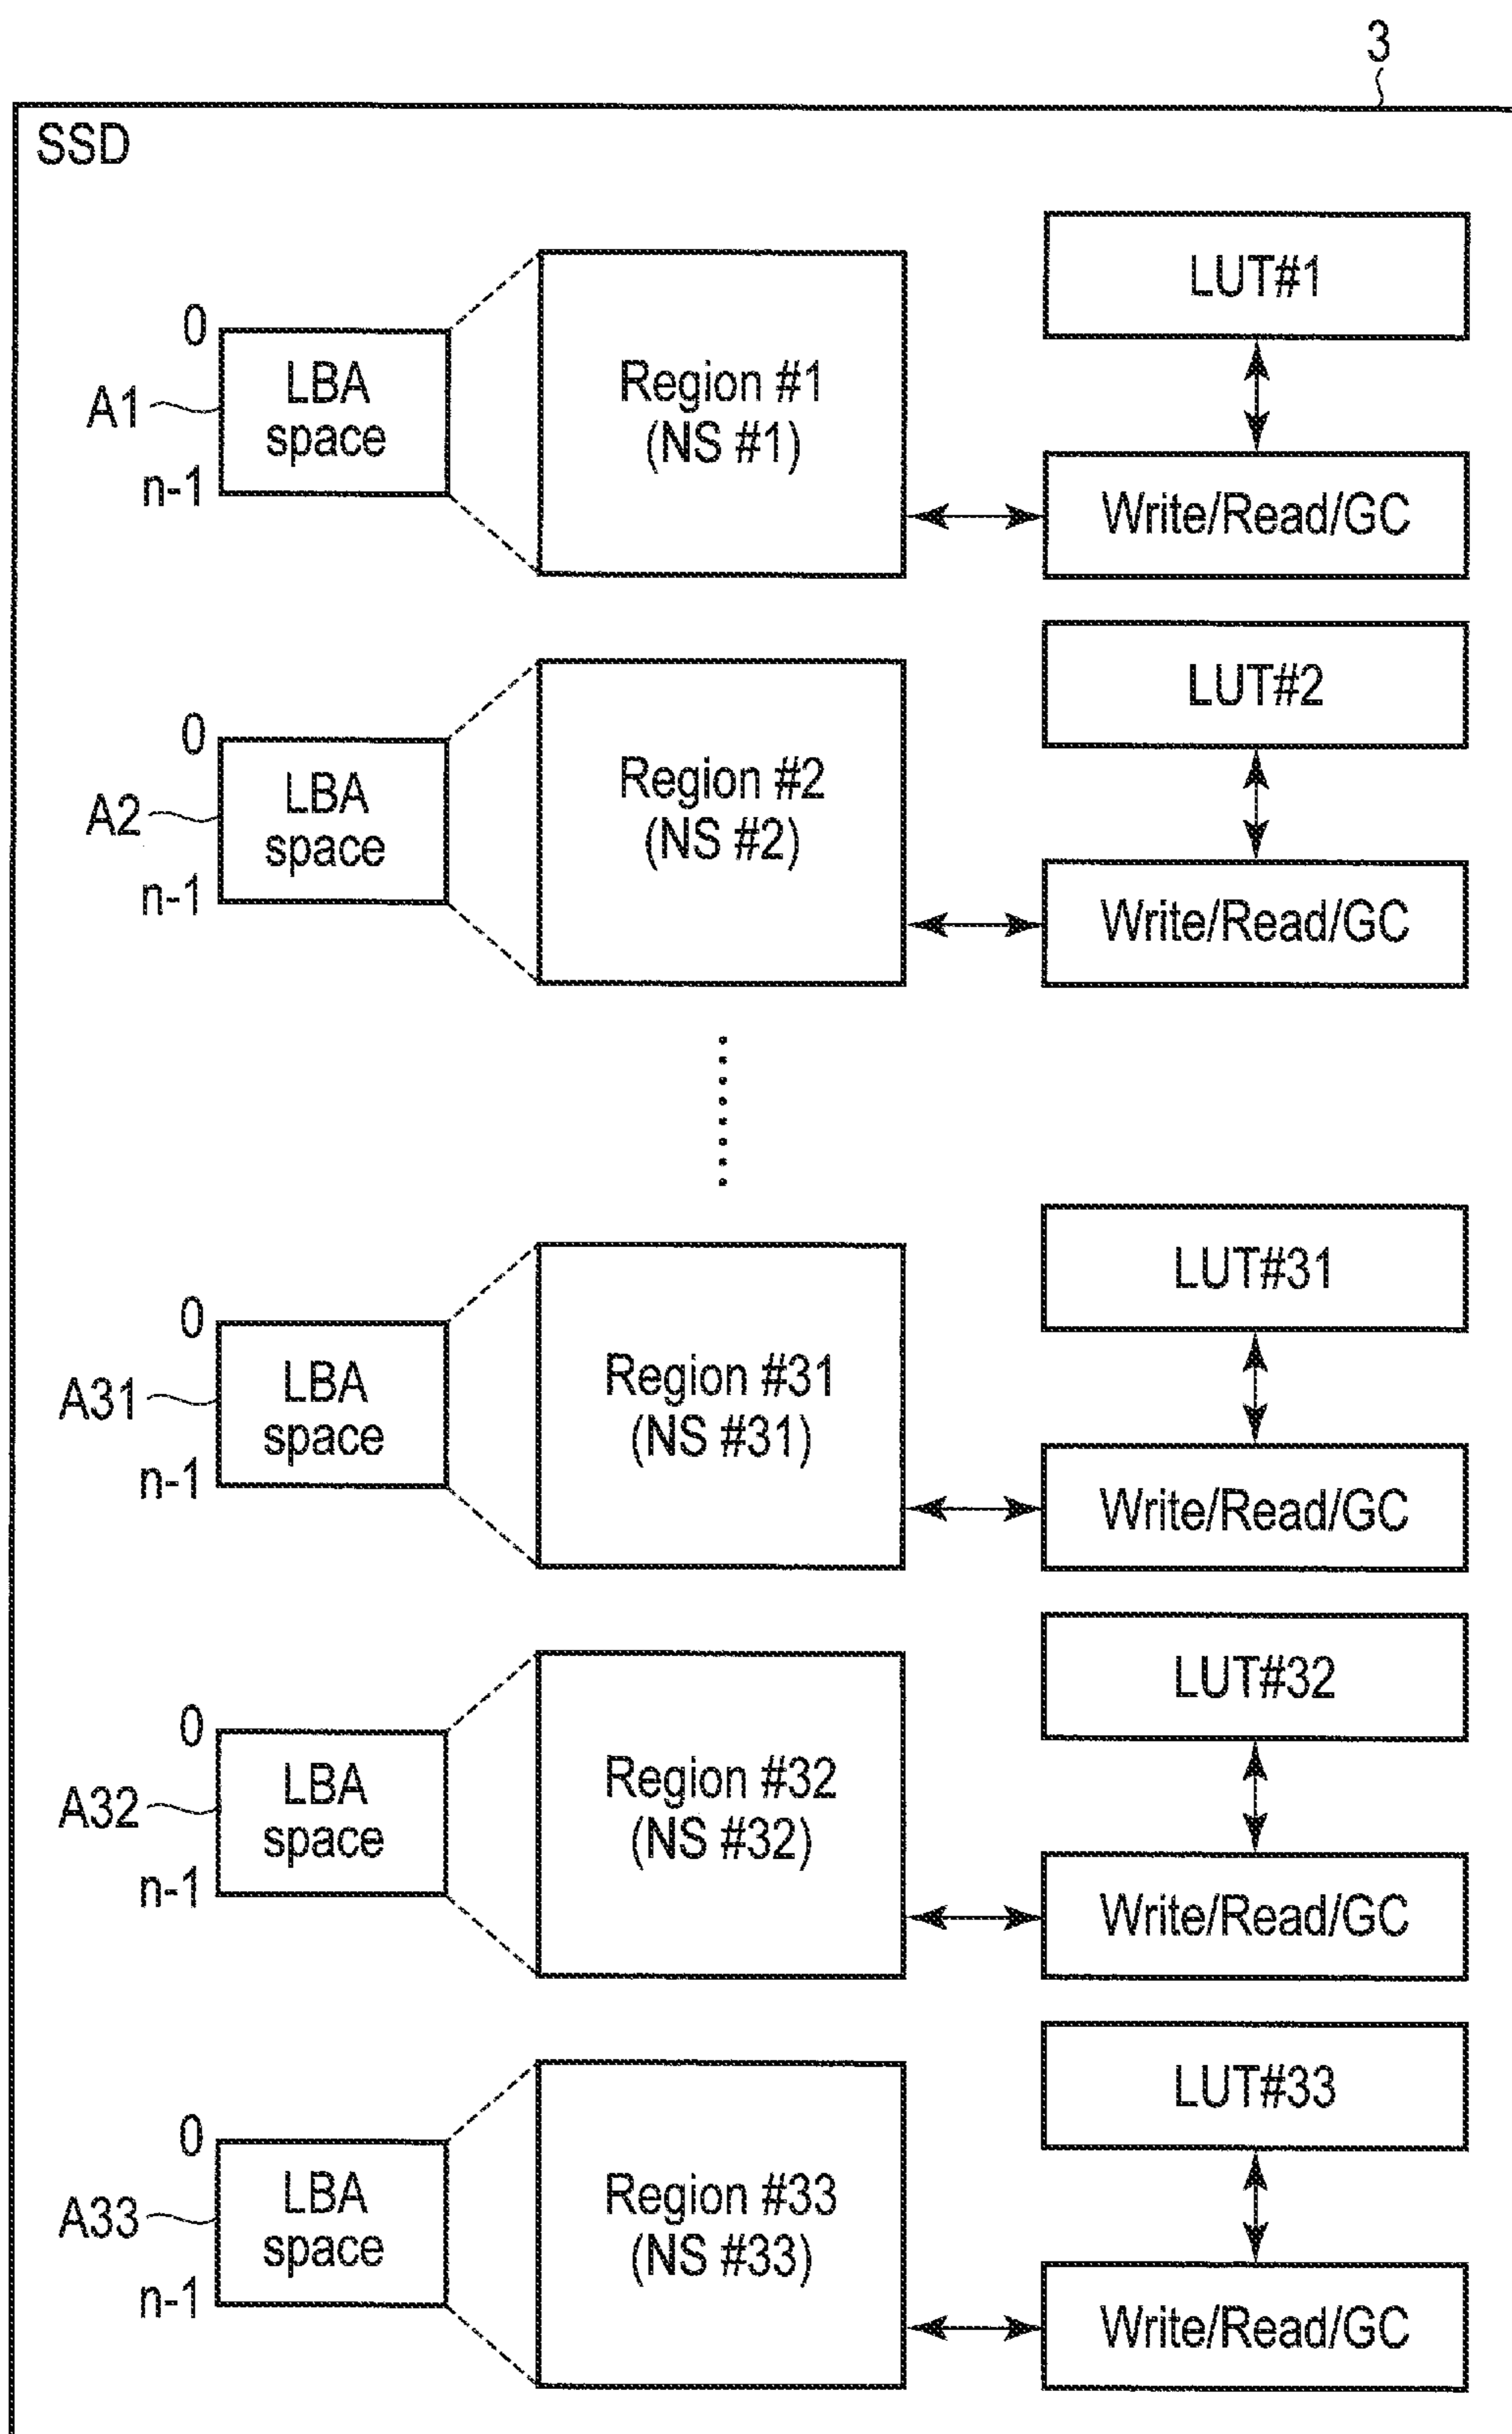 3
SSD
LUT#1
0
A1
LBA
space
n-1
Region #1
(NS #1)
Write/Read/GC
LUT#2
0
A2
LBA
space
n-1
Region #2
(NS #2)
Write/Read/GC
LUT#31
0
A31
LBA
space
n-1
Region #31
(NS #31)
Write/Read/GC
LUT#32
0
A32
LBA
space
n-1
Region #32
(NS #32)
Write/Read/GC
LUT#33
0
A33
LBA
space
n-1
Region #33
(NS #33)
Write/Read/GC